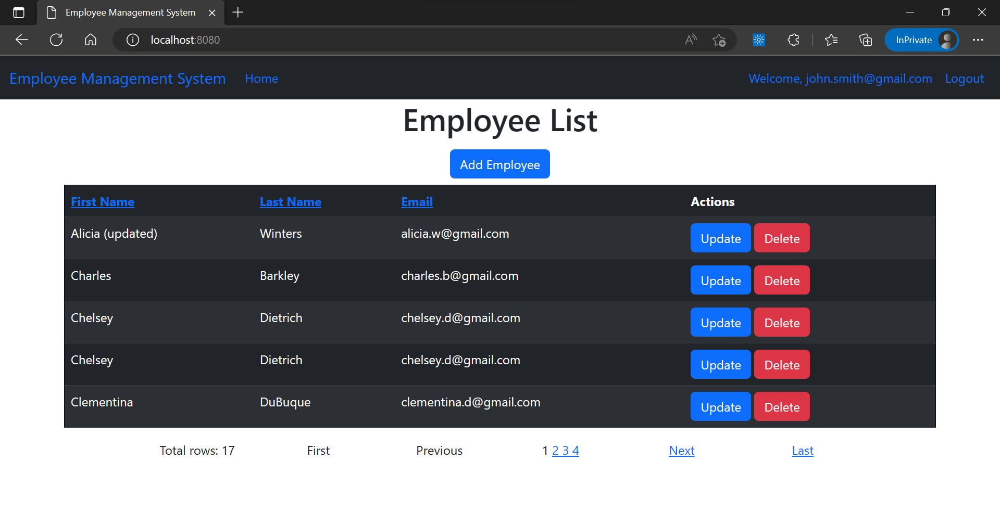 Employee Management System
localhost:8080
InPrivate
Employee Management System Home Welcome, john.smith@gmail.com Logout
Employee List
Add Employee
First Name Last Name Email Actions
Alicia (updated) Winters alicia.w@gmail.com Update Delete
Charles Barkley charles.b@gmail.com Update Delete
Chelsey Dietrich chelsey.d@gmail.com Update Delete
Chelsey Dietrich chelsey.d@gmail.com Update Delete
Clementina DuBuque clementina.d@gmail.com Update Delete
Total rows: 17 First Previous 1 2 3 4 Next Last